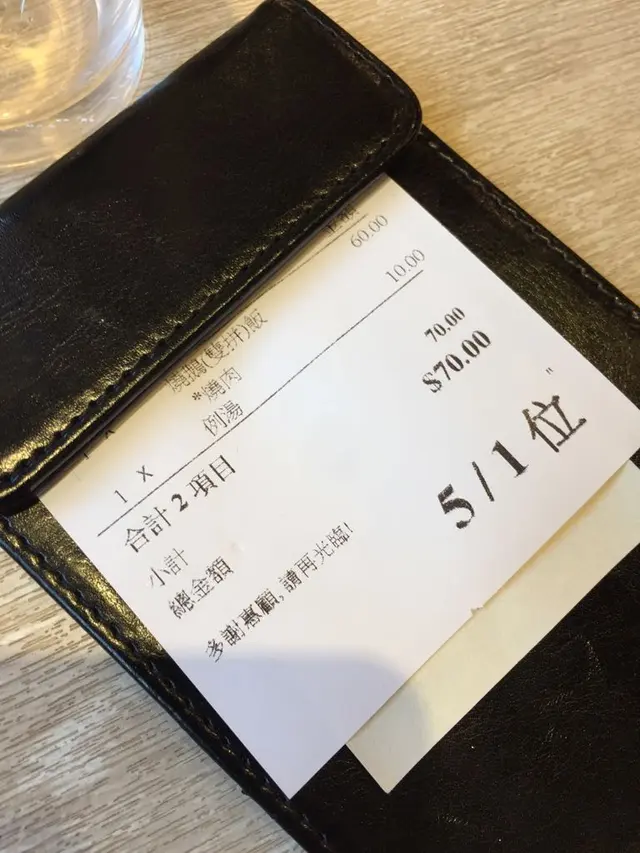 60.00
燒鵝(雙拼)飯
*燒肉
1 X 例湯 10.00
合計 2 項目
小計 70.00
總金額 $70.00
多謝惠顧,請再光臨!
5 / 1 位